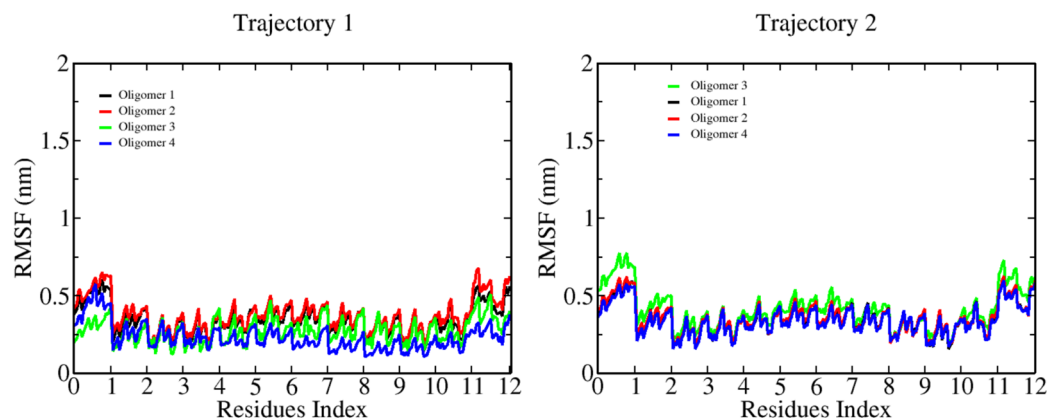 Trajectory 1
RMSF (nm)
2
1.5
1
0.5
0
Oligomer 1
Oligomer 2
Oligomer 3
Oligomer 4
0 1 2 3 4 5 6 7 8 9 10 11 12
Residues Index
Trajectory 2
RMSF (nm)
2
1.5
1
0.5
0
Oligomer 3
Oligomer 1
Oligomer 2
Oligomer 4
0 1 2 3 4 5 6 7 8 9 10 11 12
Residues Index